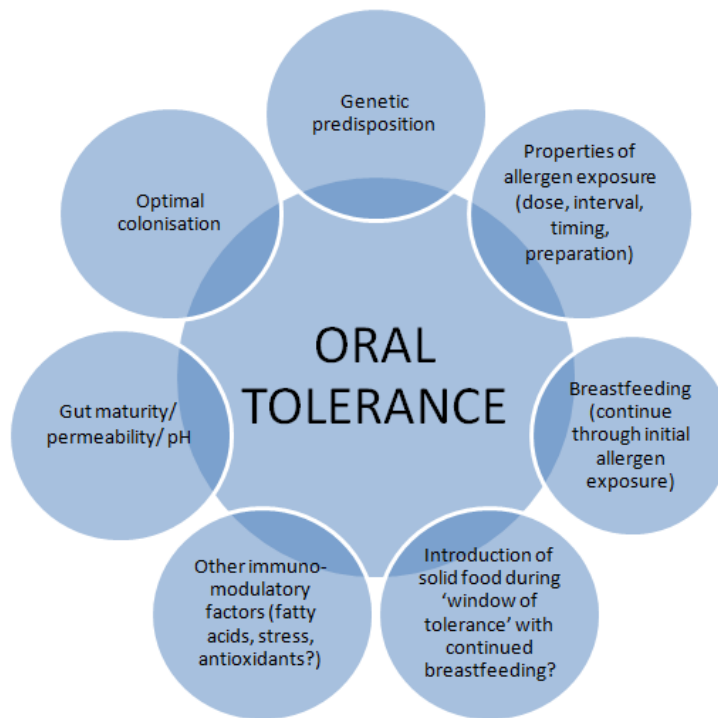 Genetic
predisposition
Properties of
allergen exposure
(dose, interval,
timing,
preparation)
Breastfeeding
(continue
through initial
allergen
exposure)
Introduction of
solid food during
‘window of
tolerance’ with
continued
breastfeeding?
Other immuno-
modulatory
factors (fatty
acids, stress,
antioxidants?)
Gut maturity/
permeability/ pH
Optimal
colonisation
ORAL
TOLERANCE